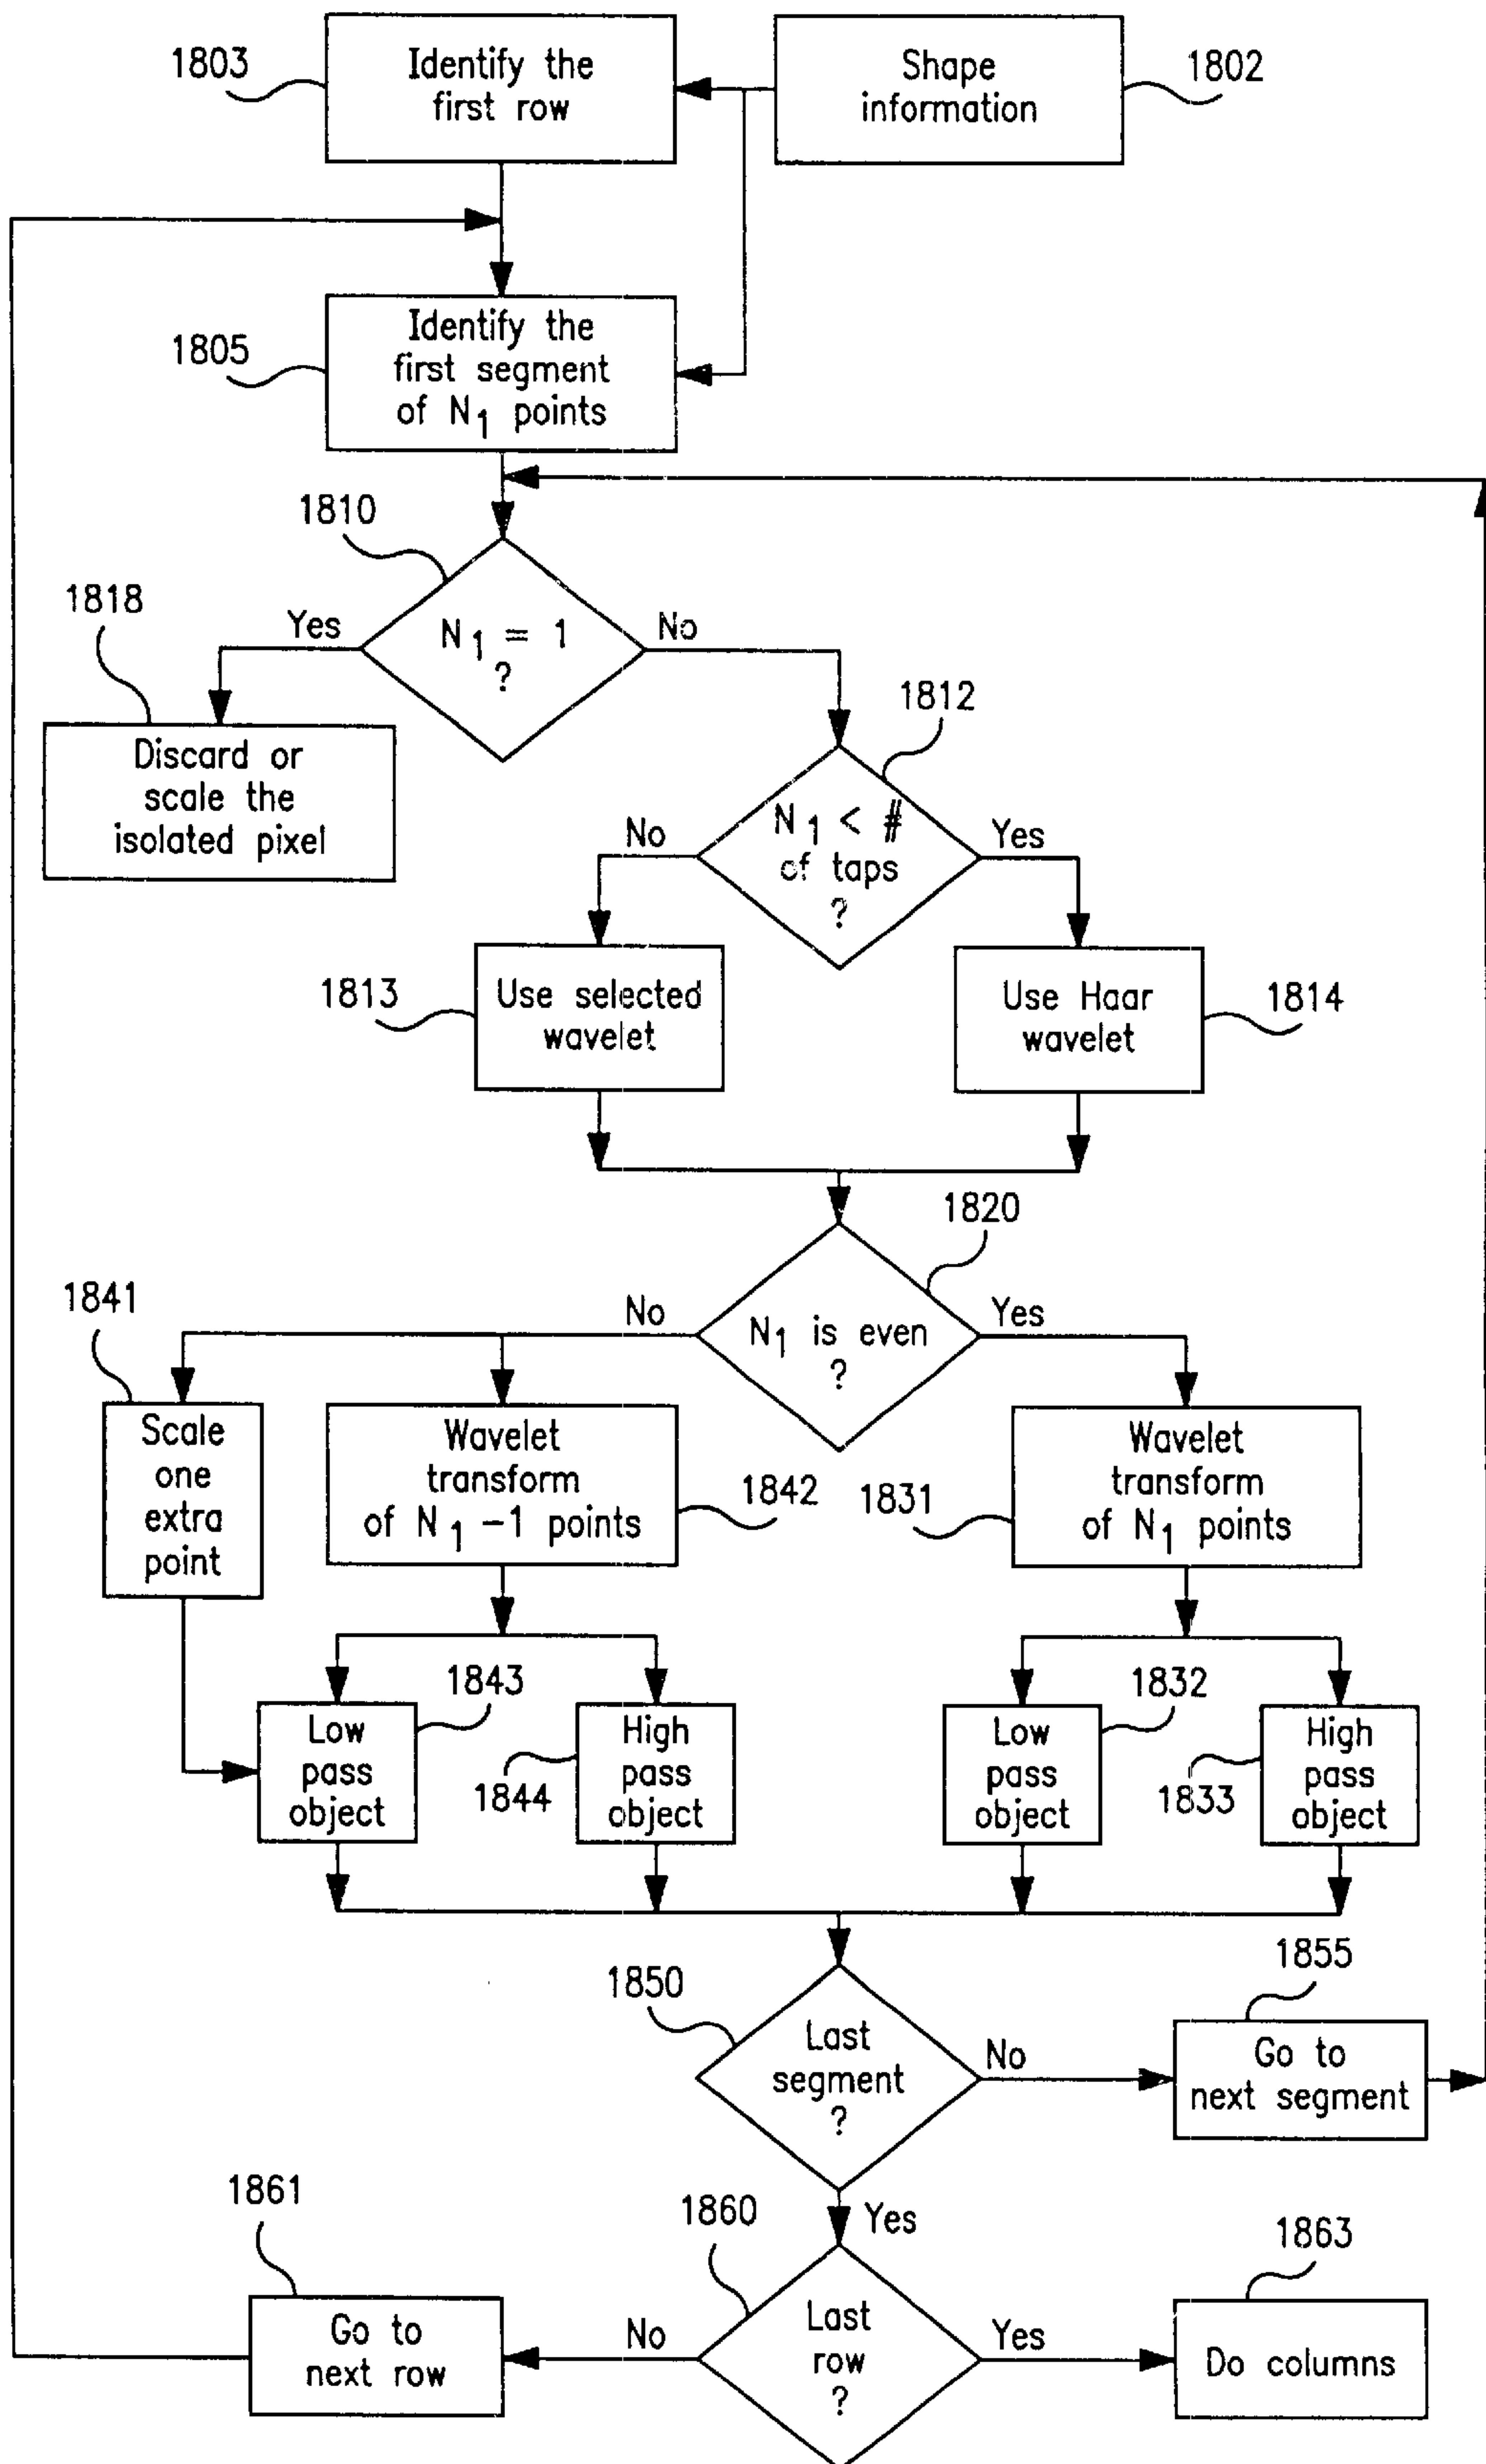 1803
Identify the
first row
Shape
information
1802
1805
Identify the
first segment
of N1 points
1810
N1 = 1
?
Yes
No
1818
Discard or
scale the
isolated pixel
1812
N1 < #
of taps
?
No
Yes
1813
Use selected
wavelet
Use Haar
wavelet
1814
1820
N1 is even
?
No
Yes
1841
Scale
one
extra
point
Wavelet
transform
of N1 -1 points
1842
1831
Wavelet
transform
of N1 points
1843
Low
pass
object
1844
High
pass
object
1832
Low
pass
object
1833
High
pass
object
1850
Last
segment
?
No
1855
Go to
next segment
Yes
1861
Go to
next row
1860
Last
row
?
No
Yes
1863
Do columns